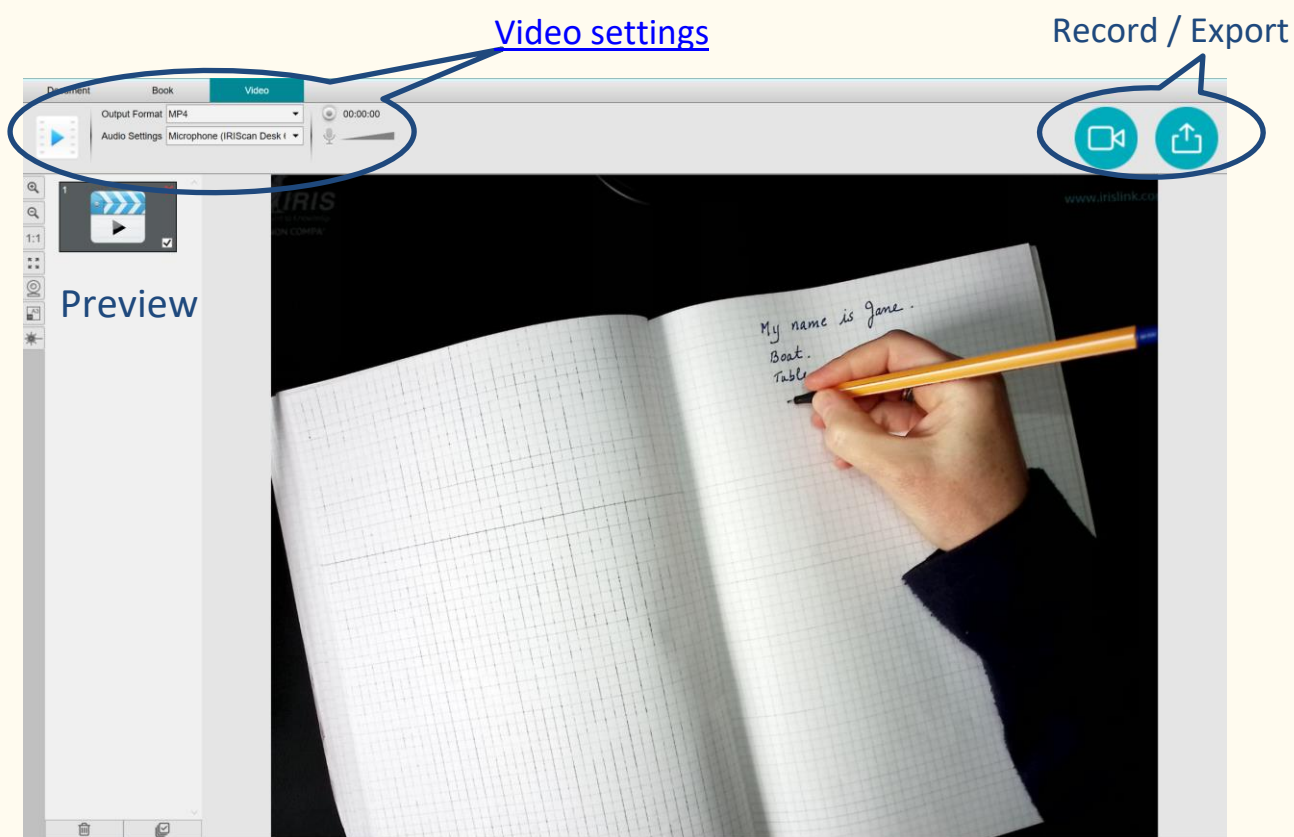 Video settings
Record / Export
Document Book Video
Output Format MP4 00:00:00
Audio Settings Microphone (IRIScan Desk
1
1:1
A3
Preview
IRIS
www.irislink.co
My name is Jane.
Boat.
Table